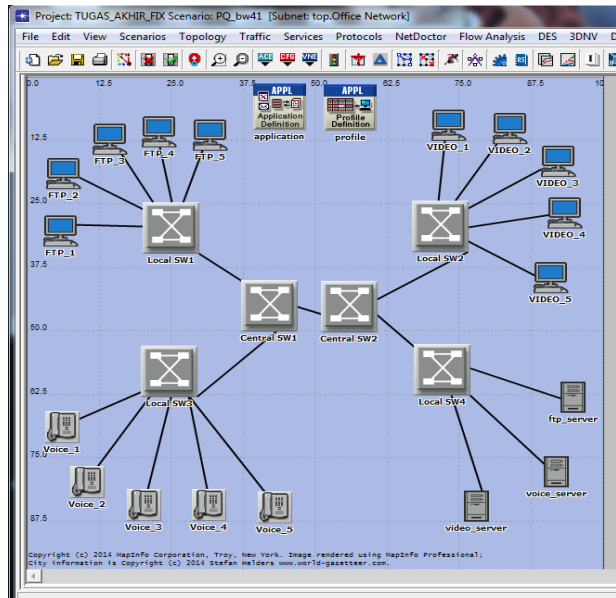 Project: TUGAS_AKHIR_FIX Scenario: PQ_bw41 [Subnet: top.Office Network]
File Edit View Scenarios Topology Traffic Services Protocols NetDoctor Flow Analysis DES 3DNV D
ACE CFG VNE
0.0 12.5 25.0 37.5 50.0 62.5 75.0 87.5 10
APPL APPL
Application Definition Profile Definition
application profile
12.5
FTP_3 FTP_4 FTP_5 VIDEO_1 VIDEO_2
FTP_2 VIDEO_3
25.0
FTP_1 VIDEO_4
Local SW1 Local SW2
37.5
VIDEO_5
50.0
Central SW1 Central SW2
62.5
Local SW3 Local SW4
ftp_server
Voice_1
75.0
Voice_2 voice_server
Voice_3 Voice_4 Voice_5 video_server
87.5
Copyright (c) 2014 MapInfo Corporation, Troy, New York. Image rendered using MapInfo Professional;
City information is Copyright (c) 2014 Stefan Helders www.world-gazetteer.com.